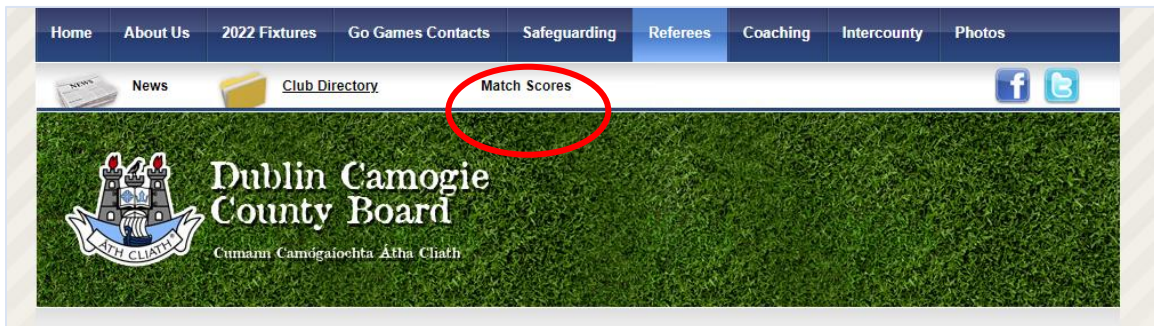 Home About Us 2022 Fixtures Go Games Contacts Safeguarding Referees Coaching Intercounty Photos
NEWS News Club Directory Match Scores f t
Dublin Camogie
County Board
Cumann Camógaíochta Átha Cliath
ÁTH CLIATH